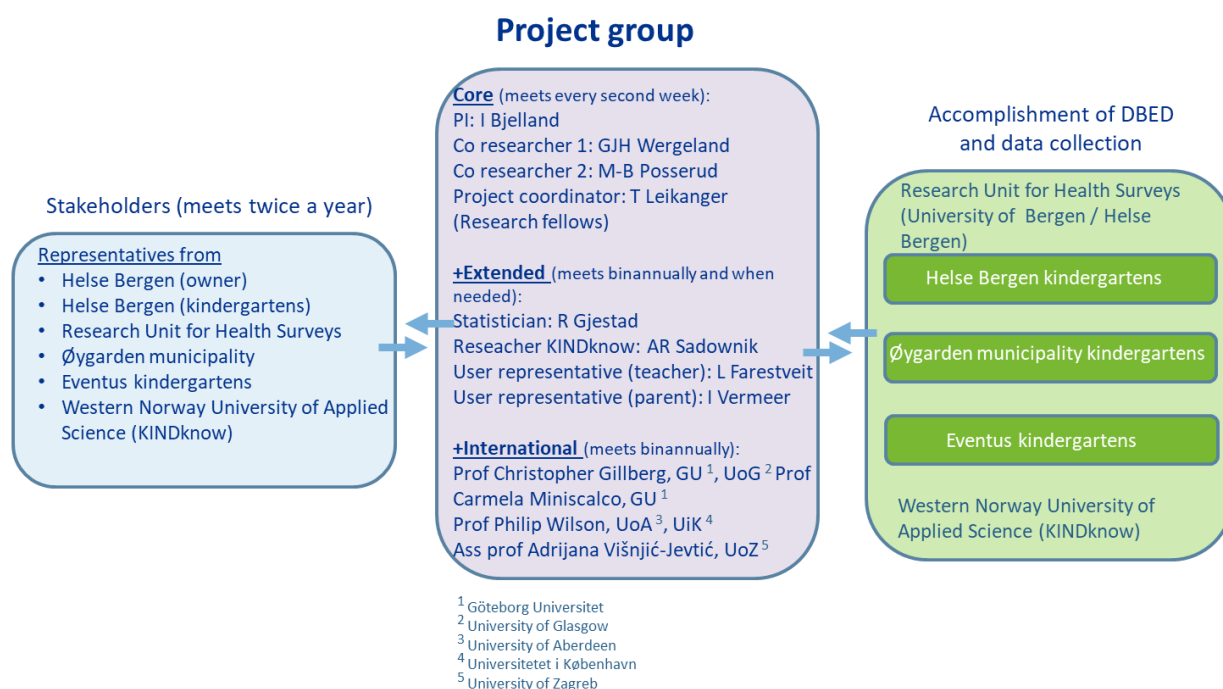 Project group
Stakeholders (meets twice a year)
Representatives from
• Helse Bergen (owner)
• Helse Bergen (kindergartens)
• Research Unit for Health Surveys
• Øygarden municipality
• Eventus kindergartens
• Western Norway University of Applied
Science (KINDknow)
Core (meets every second week):
PI: I Bjelland
Co researcher 1: GJH Wergeland
Co researcher 2: M-B Posserud
Project coordinator: T Leikanger
(Research fellows)
+Extended (meets binannually and when
needed):
Statistician: R Gjestad
Reseacher KINDknow: AR Sadownik
User representative (teacher): L Farestveit
User representative (parent): I Vermeer
+International (meets binannually):
Prof Christopher Gillberg, GU 1, UoG 2 Prof
Carmela Miniscalco, GU 1
Prof Philip Wilson, UoA 3, UiK 4
Ass prof Adrijana Višnjić-Jevtić, UoZ 5
1 Göteborg Universitet
2 University of Glasgow
3 University of Aberdeen
4 Universitetet i København
5 University of Zagreb
Accomplishment of DBED
and data collection
Research Unit for Health Surveys
(University of Bergen / Helse
Bergen)
Helse Bergen kindergartens
Øygarden municipality kindergartens
Eventus kindergartens
Western Norway University of
Applied Science (KINDknow)